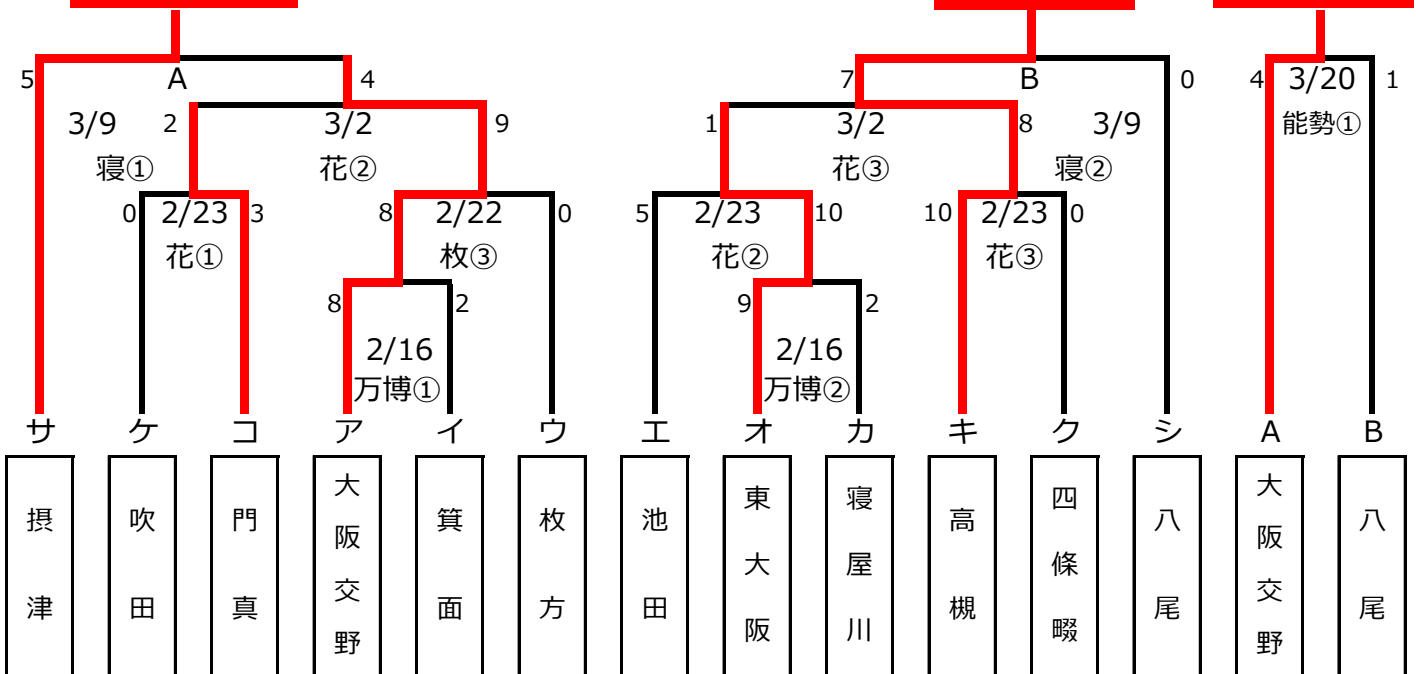 5 A 4 7 B 0 4 3/20 1
3/9 2 3/2 9 1 3/2 8 3/9 能勢①
寝① 花② 花③ 寝②
0 2/23 3 8 2/22 0 5 2/23 10 10 2/23 0
花① 枚③ 花② 花③
8 2 9 2
2/16 2/16
万博① 万博②
サ ケ コ ア イ ウ エ オ カ キ ク シ A B
摂津
吹田
門真
大阪交野
箕面
枚方
池田
東大阪
寝屋川
高槻
四條畷
八尾
大阪交野
八尾